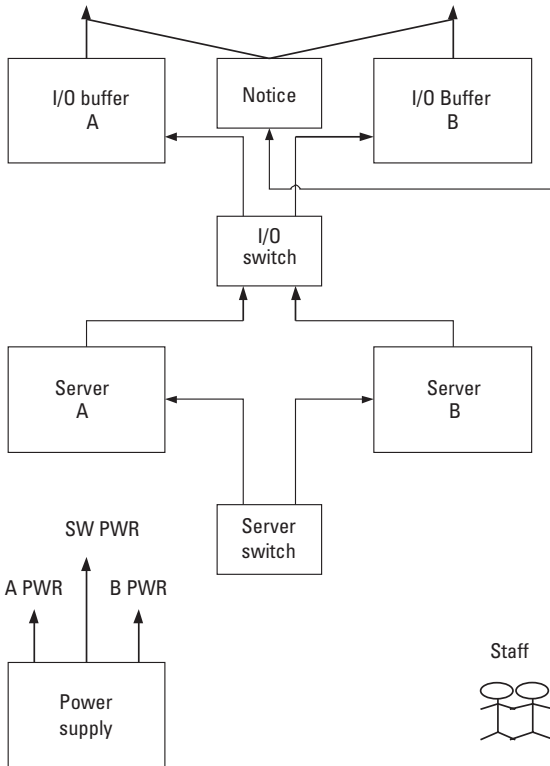 I/O buffer
A
Notice
I/O Buffer
B
I/O
switch
Server
A
Server
B
Server
switch
SW PWR
A PWR
B PWR
Power
supply
Staff